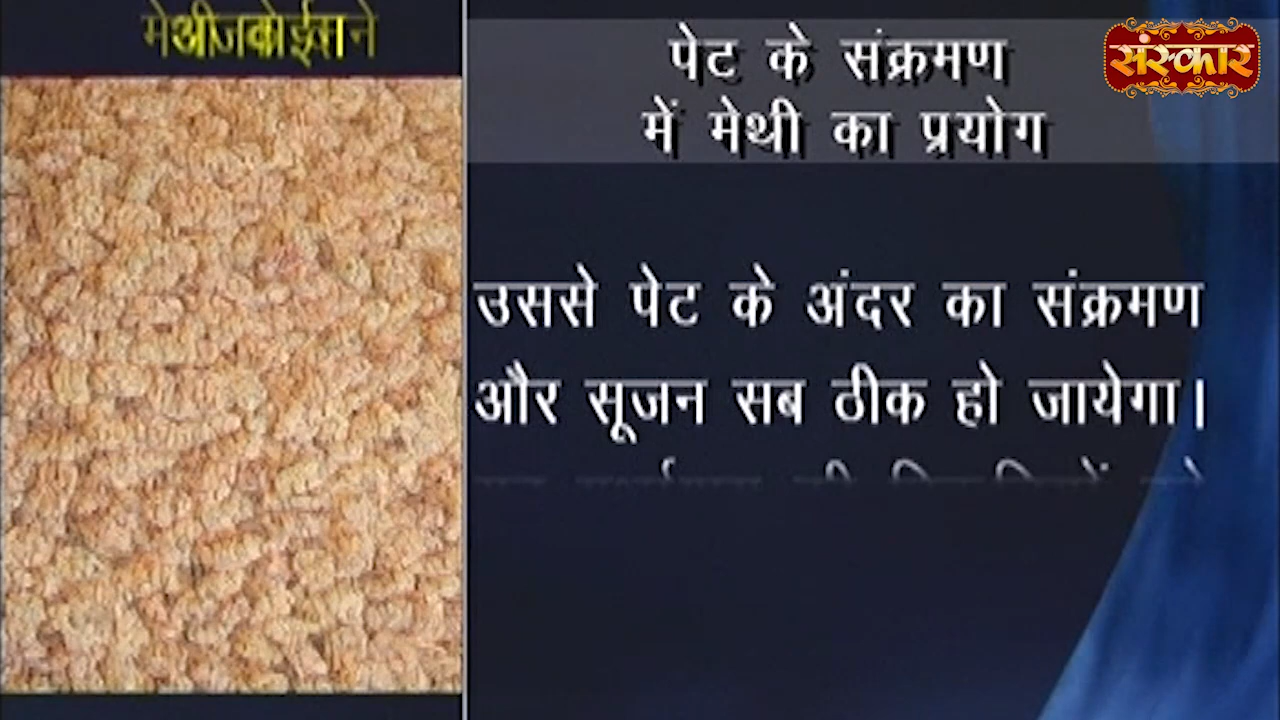 संस्कार
पेट के संक्रमण
में मेथी का प्रयोग
उससे पेट के अंदर का संक्रमण
और सूजन सब ठीक हो जायेगा।